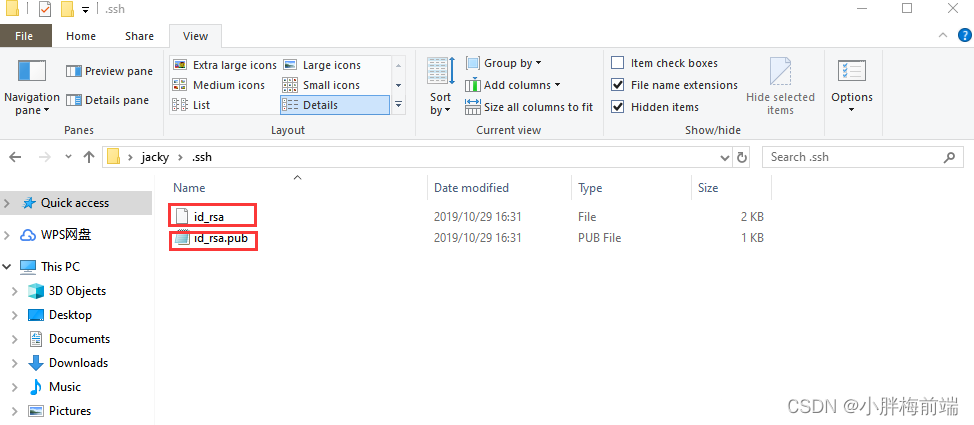 .ssh
File Home Share View
Navigation pane
Preview pane
Details pane
Panes
Extra large icons Large icons
Medium icons Small icons
List Details
Layout
Sort by
Group by
Add columns
Size all columns to fit
Current view
Item check boxes
File name extensions
Hidden items
Hide selected items
Show/hide
Options
jacky .ssh
Search .ssh
Quick access
WPS网盘
This PC
3D Objects
Desktop
Documents
Downloads
Music
Pictures
Name Date modified Type Size
id_rsa 2019/10/29 16:31 File 2 KB
id_rsa.pub 2019/10/29 16:31 PUB File 1 KB
CSDN @小胖梅前端